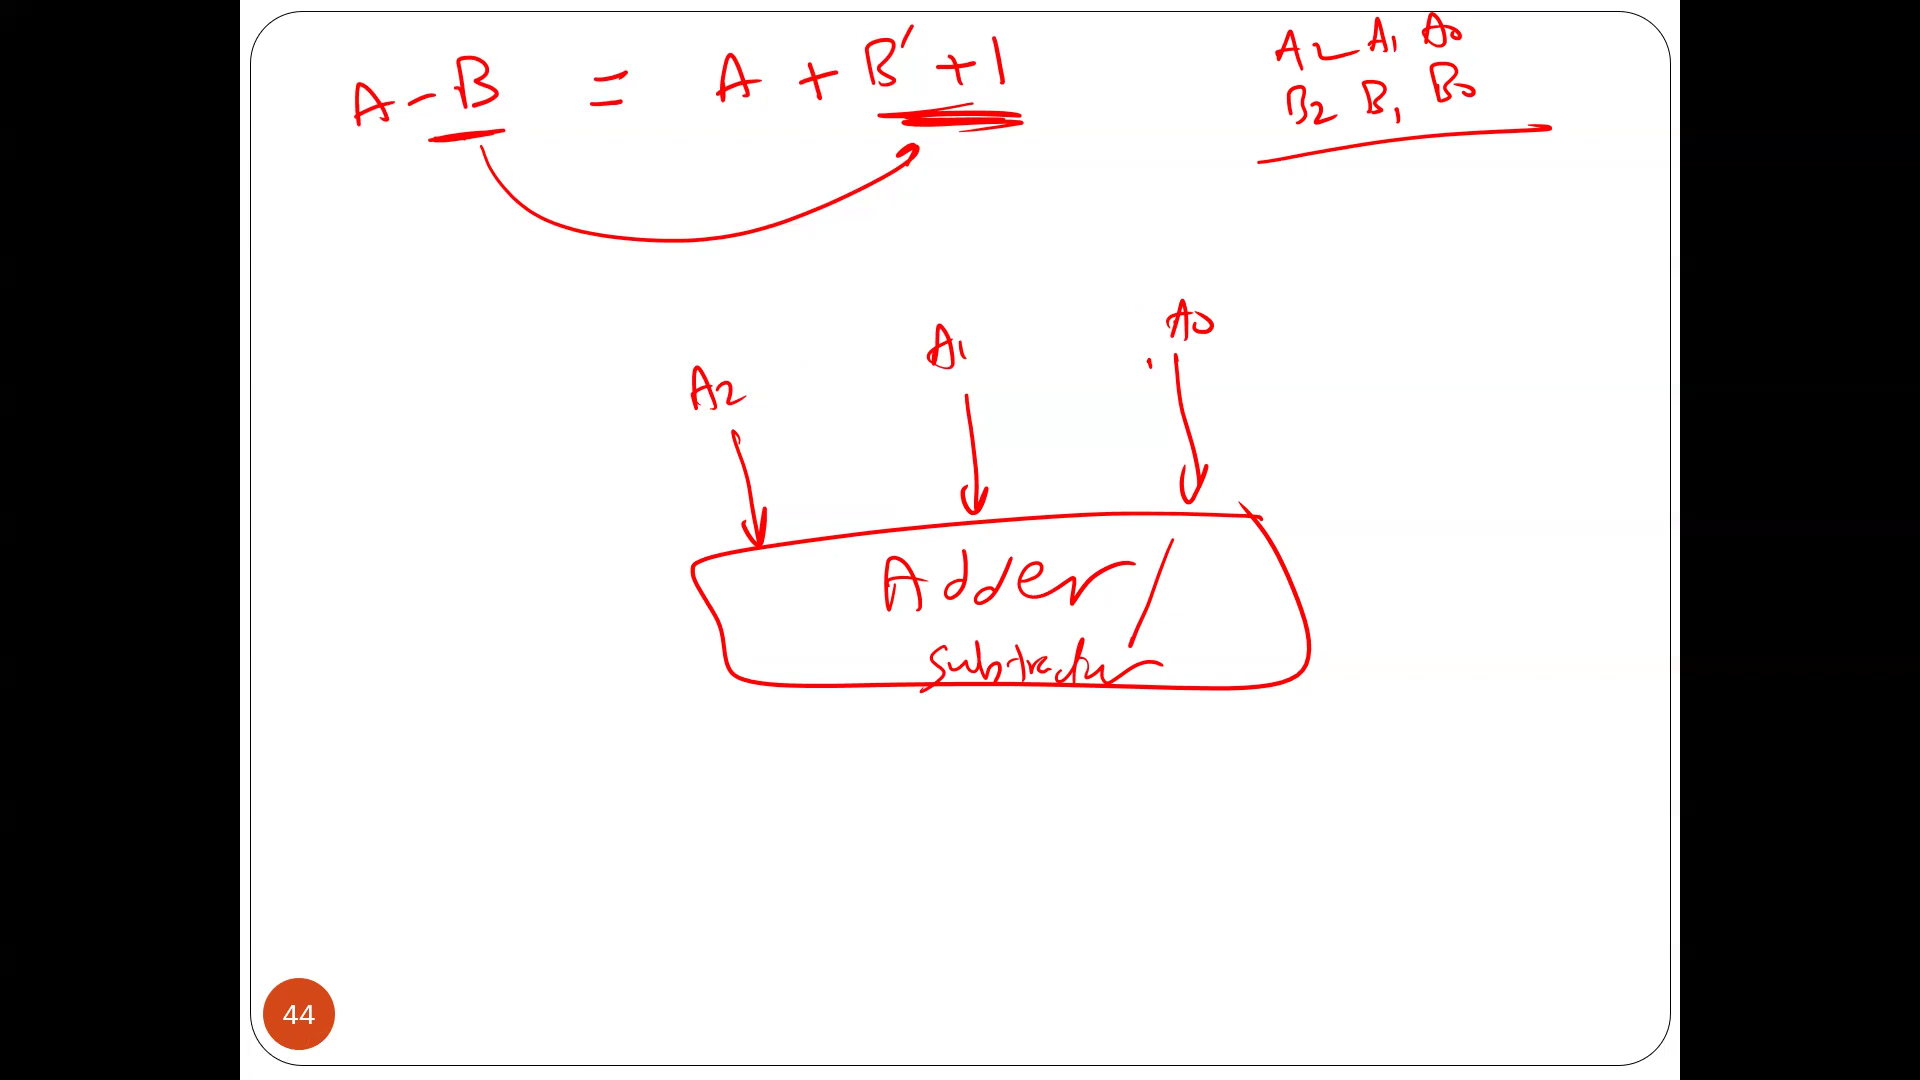 A - B = A + B' + 1
A2 A1 A0
B2 B1 B0
A2 A1 A0
Adder/
subtractor
44